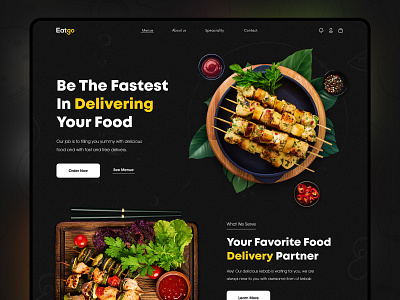 Eatgo
Menus
About us
Speciality
Contact
Be The Fastest
In Delivering
Your Food
Our job is to filling you yummy with delicious
food and with fast and free delivery.
Order Now
See Menus
What We Serve
Your Favorite Food
Delivery Partner
Hey! Our delicious kebab is waiting for you, we are
always near to you with awesome item of kebab.
Learn More